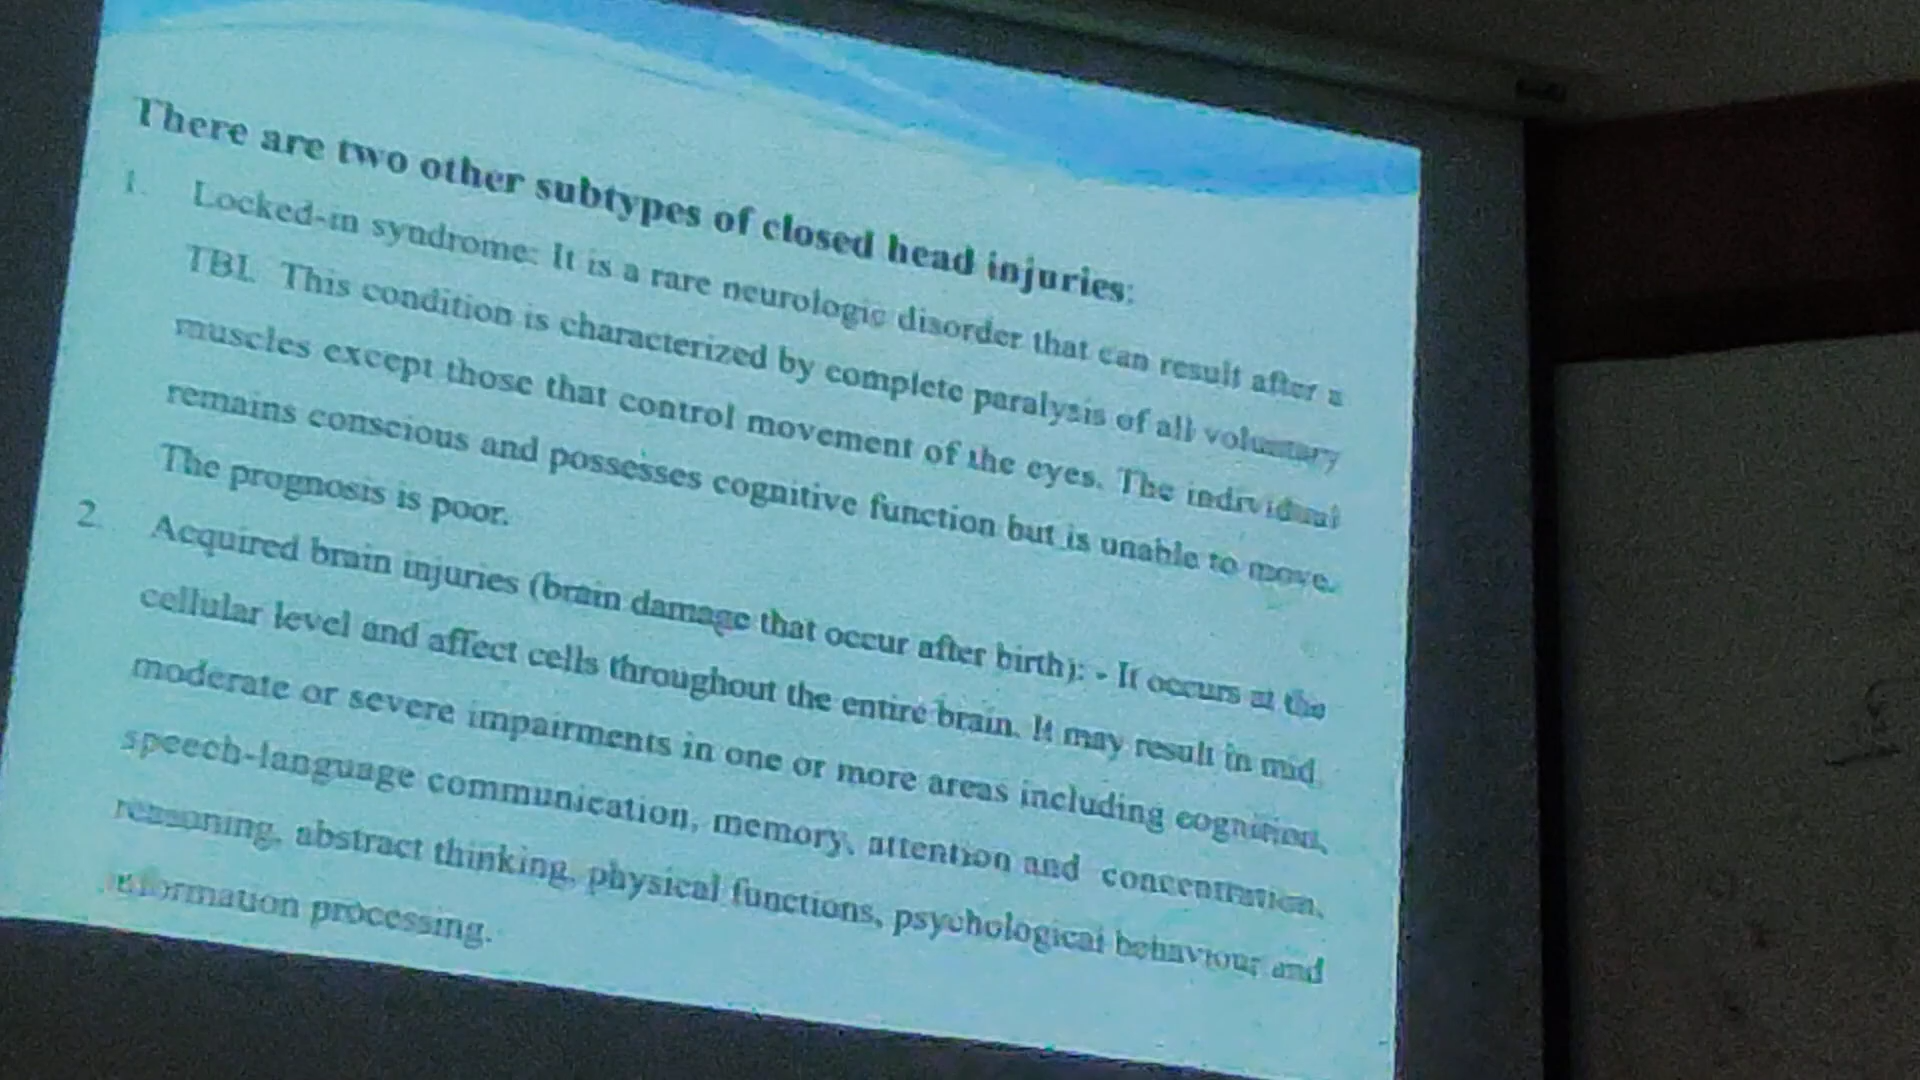 There are two other subtypes of closed head injuries:
1. Locked-in syndrome: It is a rare neurologic disorder that can result after a
TBI. This condition is characterized by complete paralysis of all voluntary
muscles except those that control movement of the eyes. The individual
remains conscious and possesses cognitive function but is unable to move.
The prognosis is poor.
2. Acquired brain injuries (brain damage that occur after birth): - It occurs at the
cellular level and affect cells throughout the entire brain. It may result in mid,
moderate or severe impairments in one or more areas including cognition,
speech-language communication, memory, attention and concentration,
reasoning, abstract thinking, physical functions, psychological behaviour and
information processing.